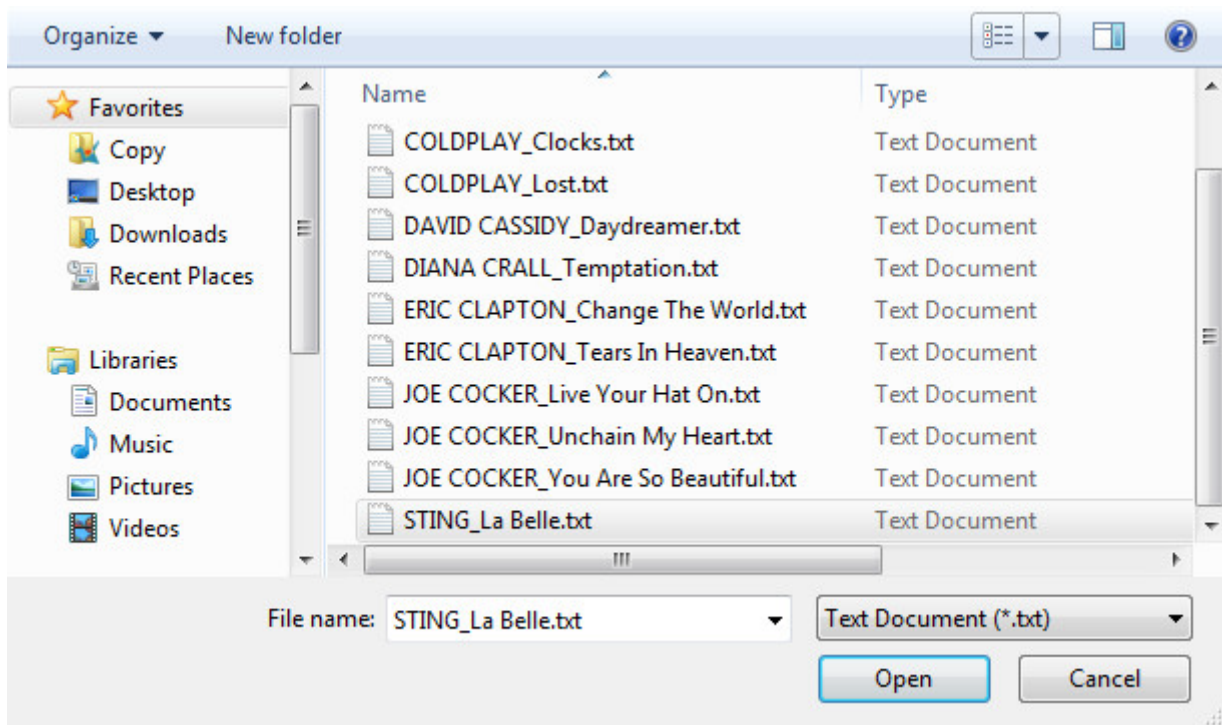 Organize New folder
Favorites
Copy
Desktop
Downloads
Recent Places
Libraries
Documents
Music
Pictures
Videos
Name Type
COLDPLAY_Clocks.txt Text Document
COLDPLAY_Lost.txt Text Document
DAVID CASSIDY_Daydreamer.txt Text Document
DIANA CRALL_Temptation.txt Text Document
ERIC CLAPTON_Change The World.txt Text Document
ERIC CLAPTON_Tears In Heaven.txt Text Document
JOE COCKER_Live Your Hat On.txt Text Document
JOE COCKER_Unchain My Heart.txt Text Document
JOE COCKER_You Are So Beautiful.txt Text Document
STING_La Belle.txt Text Document
File name: STING_La Belle.txt Text Document (*.txt)
Open Cancel